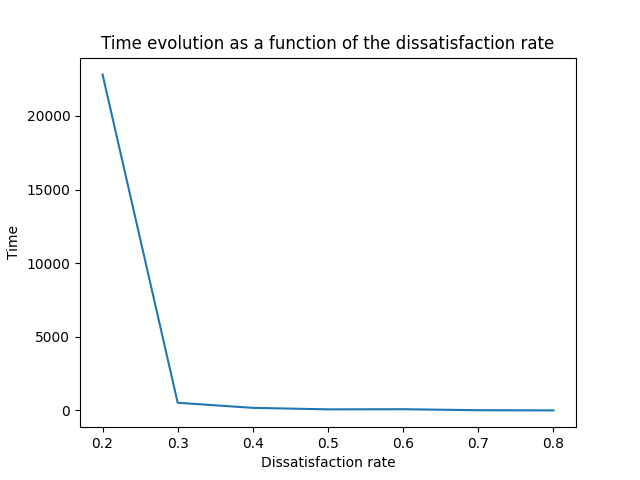 Time evolution as a function of the dissatisfaction rate
20000
15000
10000
5000
0
Time
0.2 0.3 0.4 0.5 0.6 0.7 0.8
Dissatisfaction rate